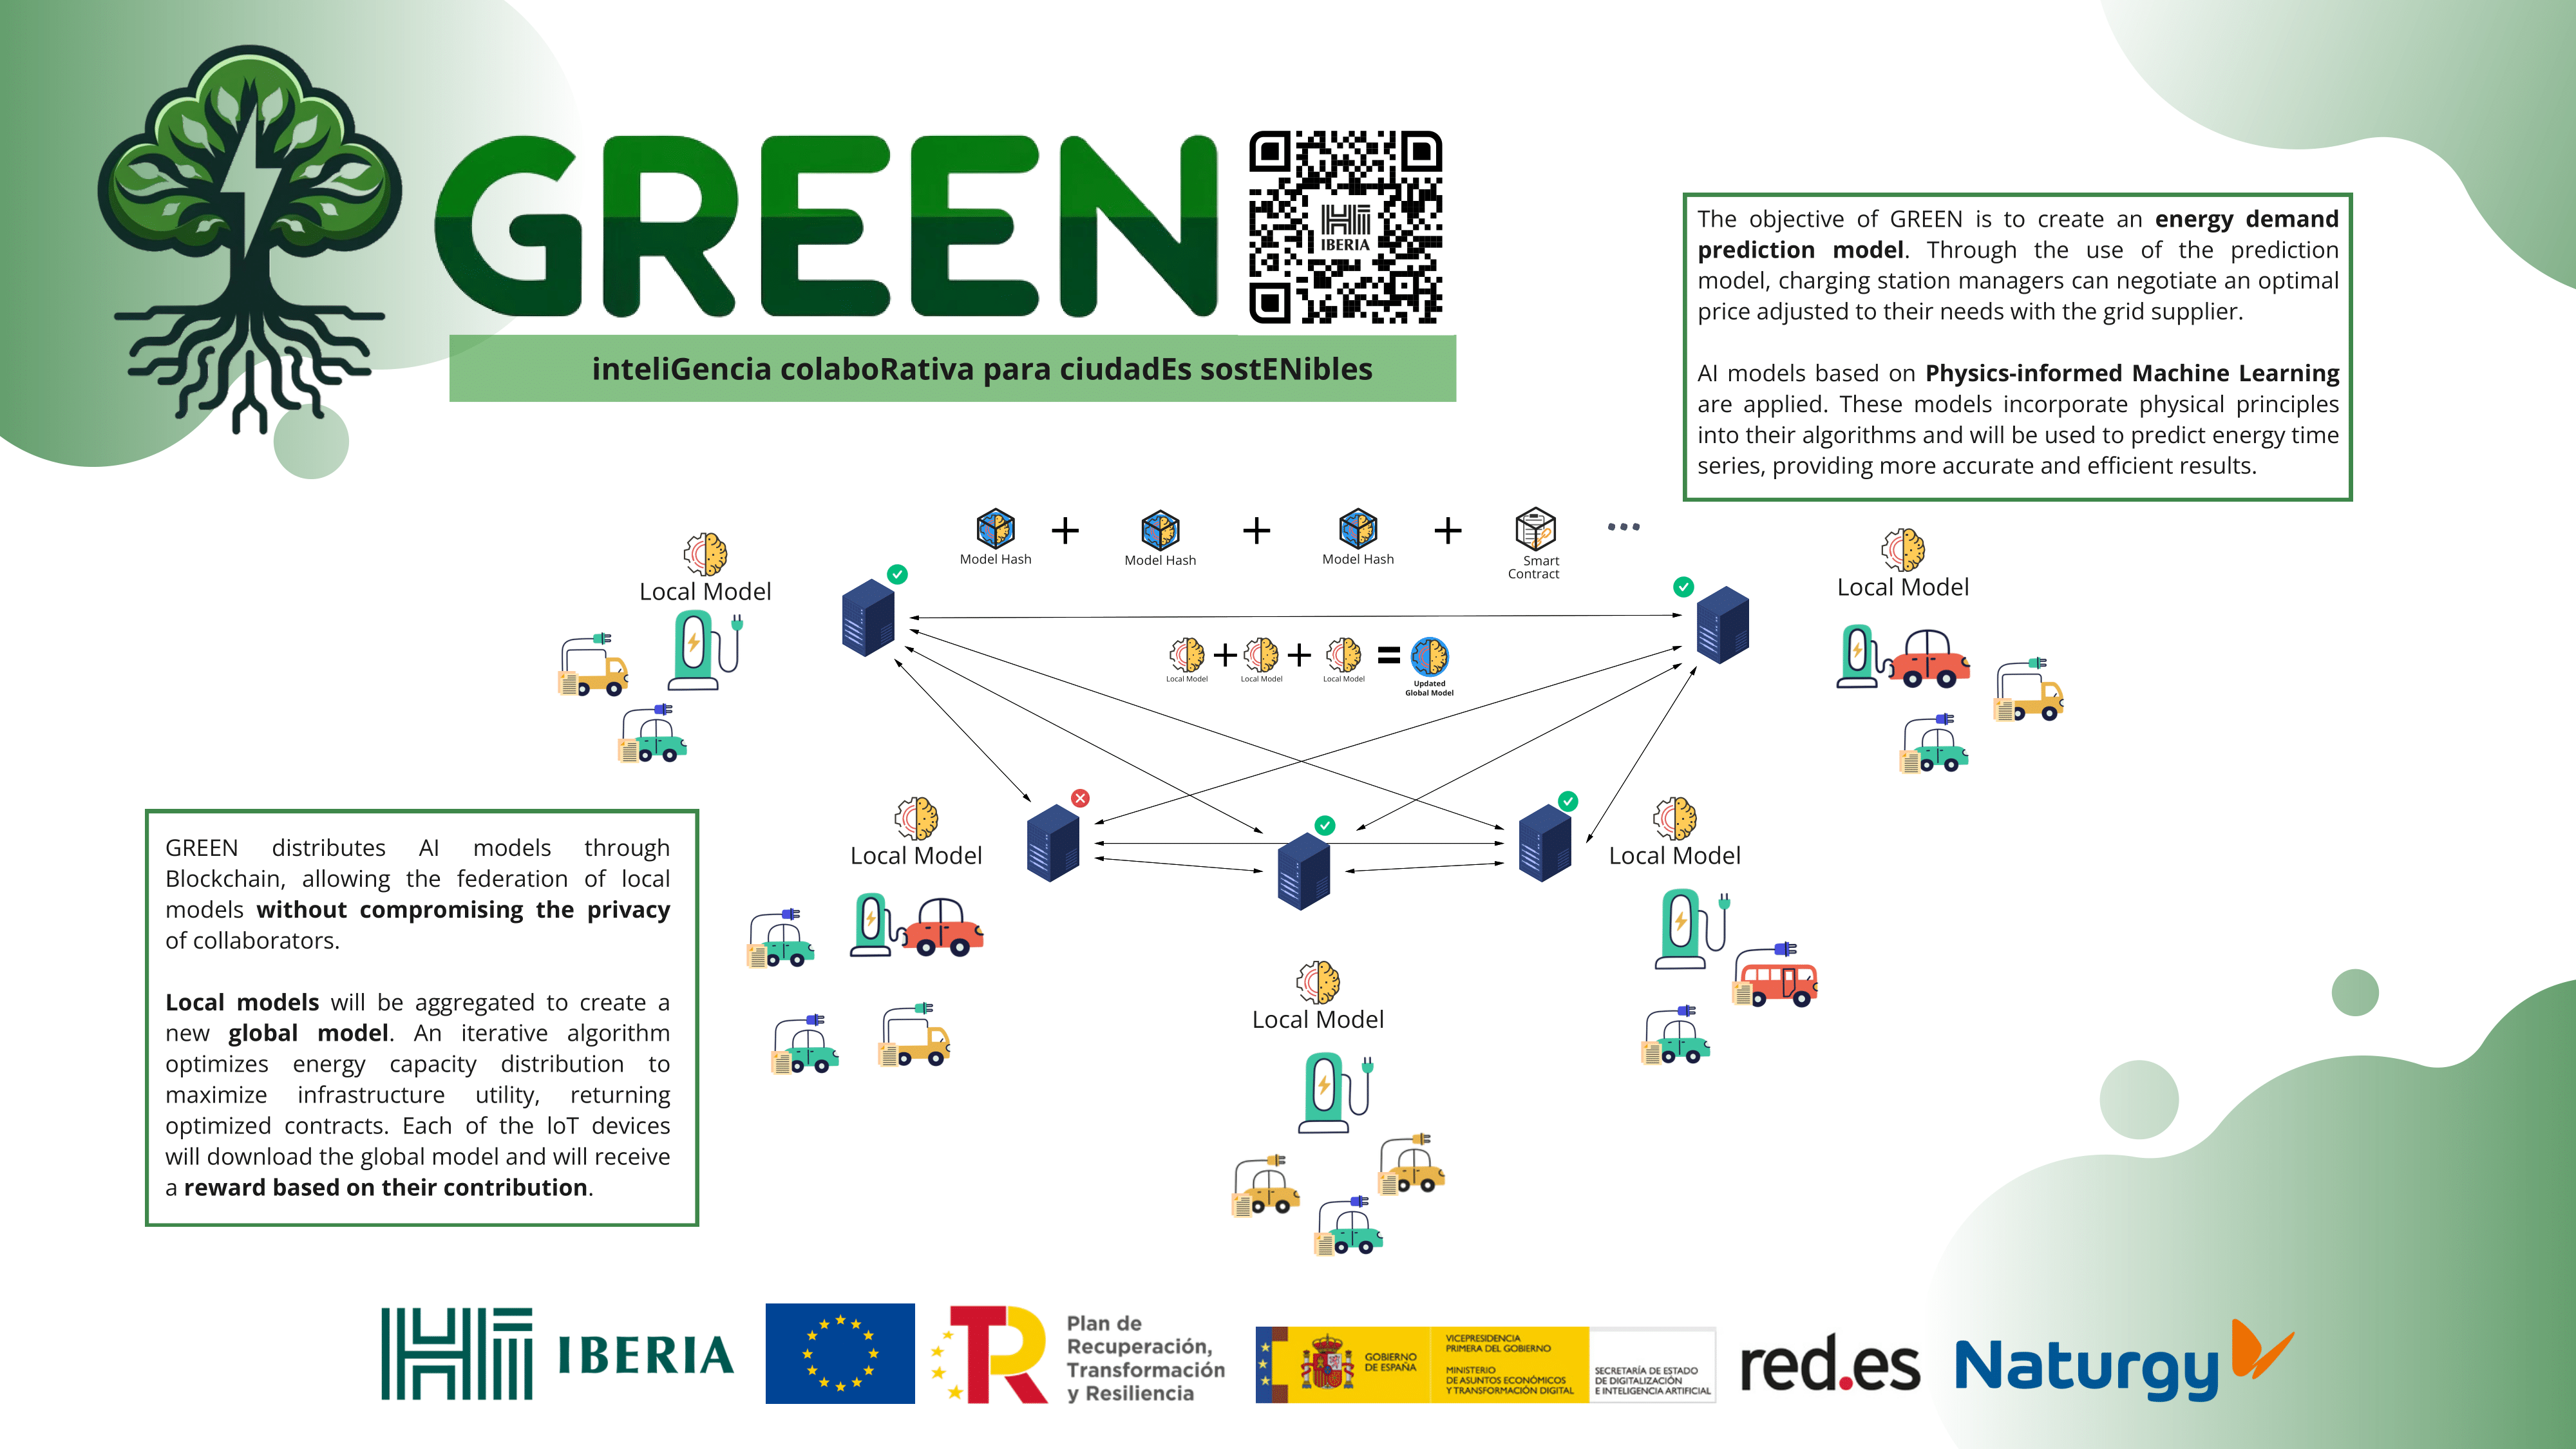 GREEN
Hi
IBERIA
inteliGencia colaboRativa para ciudadEs sostENibles
The objective of GREEN is to create an energy demand
prediction model. Through the use of the prediction
model, charging station managers can negotiate an optimal
price adjusted to their needs with the grid supplier.
AI models based on Physics-informed Machine Learning
are applied. These models incorporate physical principles
into their algorithms and will be used to predict energy time
series, providing more accurate and efficient results.
Model Hash
+
Model Hash
+
Model Hash
+
Smart
Contract
...
Local Model
Local Model
Local Model
+
Local Model
+
Local Model
=
Updated
Global Model
Local Model
Local Model
Local Model
GREEN distributes AI models through
Blockchain, allowing the federation of local
models without compromising the privacy
of collaborators.
Local models will be aggregated to create a
new global model. An iterative algorithm
optimizes energy capacity distribution to
maximize infrastructure utility, returning
optimized contracts. Each of the IoT devices
will download the global model and will receive
a reward based on their contribution.
Hi IBERIA
TR
Plan de
Recuperación,
Transformación
y Resiliencia
GOBIERNO
DE ESPAÑA
VICEPRESIDENCIA
PRIMERA DEL GOBIERNO
MINISTERIO
DE ASUNTOS ECONÓMICOS
Y TRANSFORMACIÓN DIGITAL
SECRETARÍA DE ESTADO
DE DIGITALIZACIÓN
E INTELIGENCIA ARTIFICIAL
red.es
Naturgy